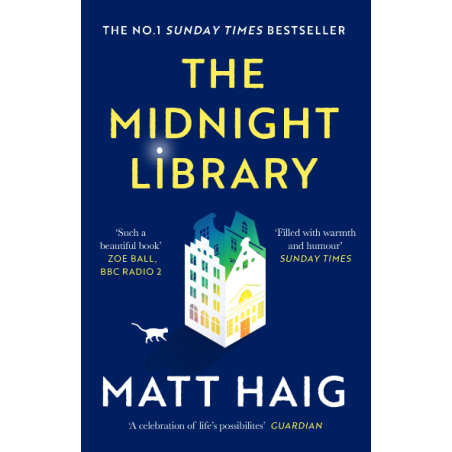 THE NO.1 SUNDAY TIMES BESTSELLER
THE
MIDNIGHT
LiBRARY
‘Such a
beautiful book’
ZOE BALL,
BBC RADIO 2
‘Filled with warmth
and humour’
SUNDAY TIMES
MATT HAIG
‘A celebration of life’s possibilites’ GUARDIAN